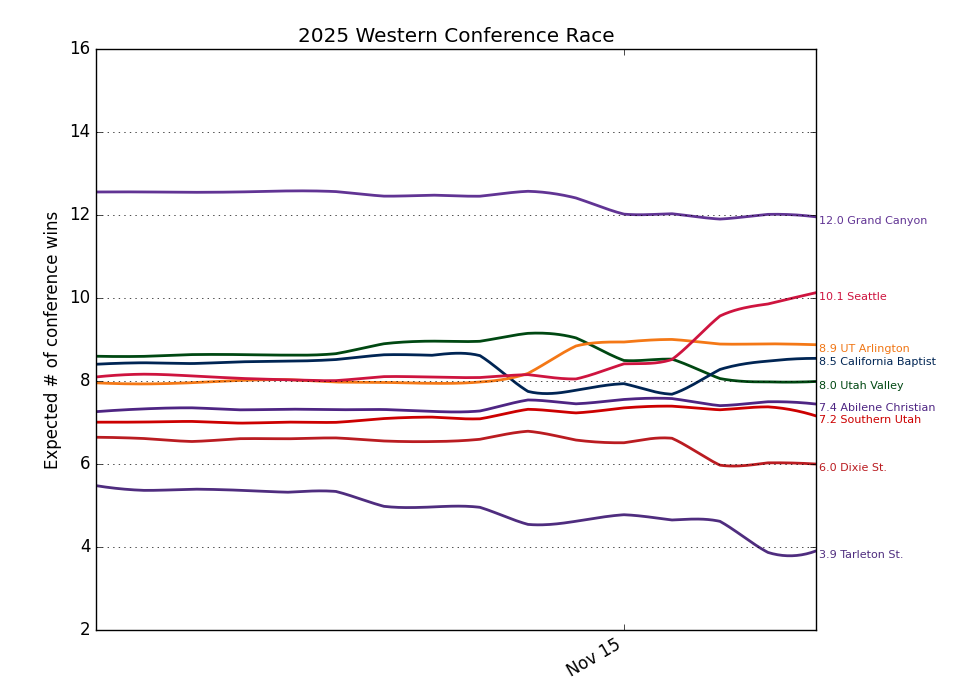 2025 Western Conference Race
Expected # of conference wins
16
14
12
10
8
6
4
2
12.0 Grand Canyon
10.1 Seattle
8.9 UT Arlington
8.5 California Baptist
8.0 Utah Valley
7.4 Abilene Christian
7.2 Southern Utah
6.0 Dixie St.
3.9 Tarleton St.
Nov 15